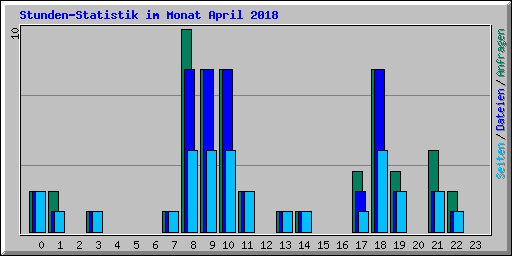 Stunden-Statistik im Monat April 2018
10
Seiten / Dateien / Anfragen
0 1 2 3 4 5 6 7 8 9 10 11 12 13 14 15 16 17 18 19 20 21 22 23